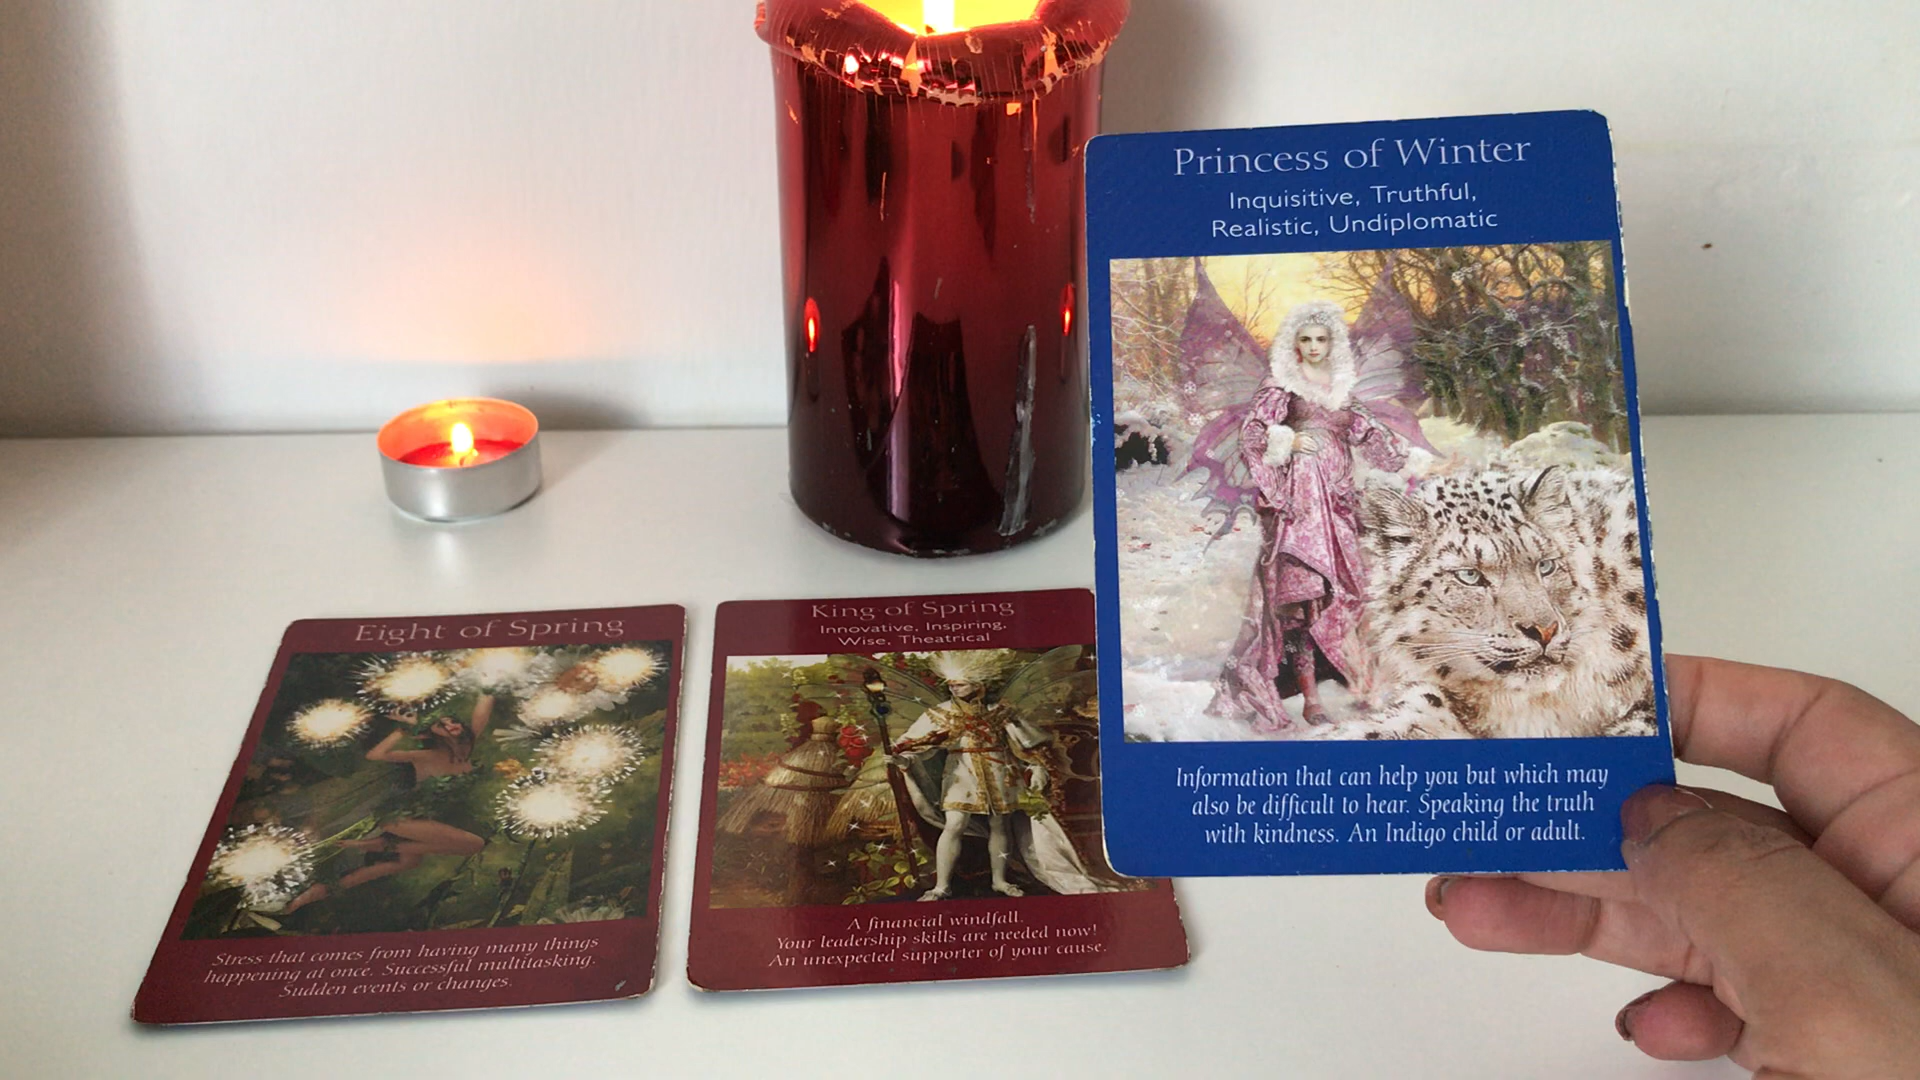 Eight of Spring
Stress that comes from having many things
happening at once. Successful multitasking.
Sudden events or changes.
King of Spring
Innovative, Inspiring,
Wise, Theatrical
A financial windfall.
Your leadership skills are needed now!
An unexpected supporter of your cause.
Princess of Winter
Inquisitive, Truthful,
Realistic, Undiplomatic
Information that can help you but which may
also be difficult to hear. Speaking the truth
with kindness. An Indigo child or adult.